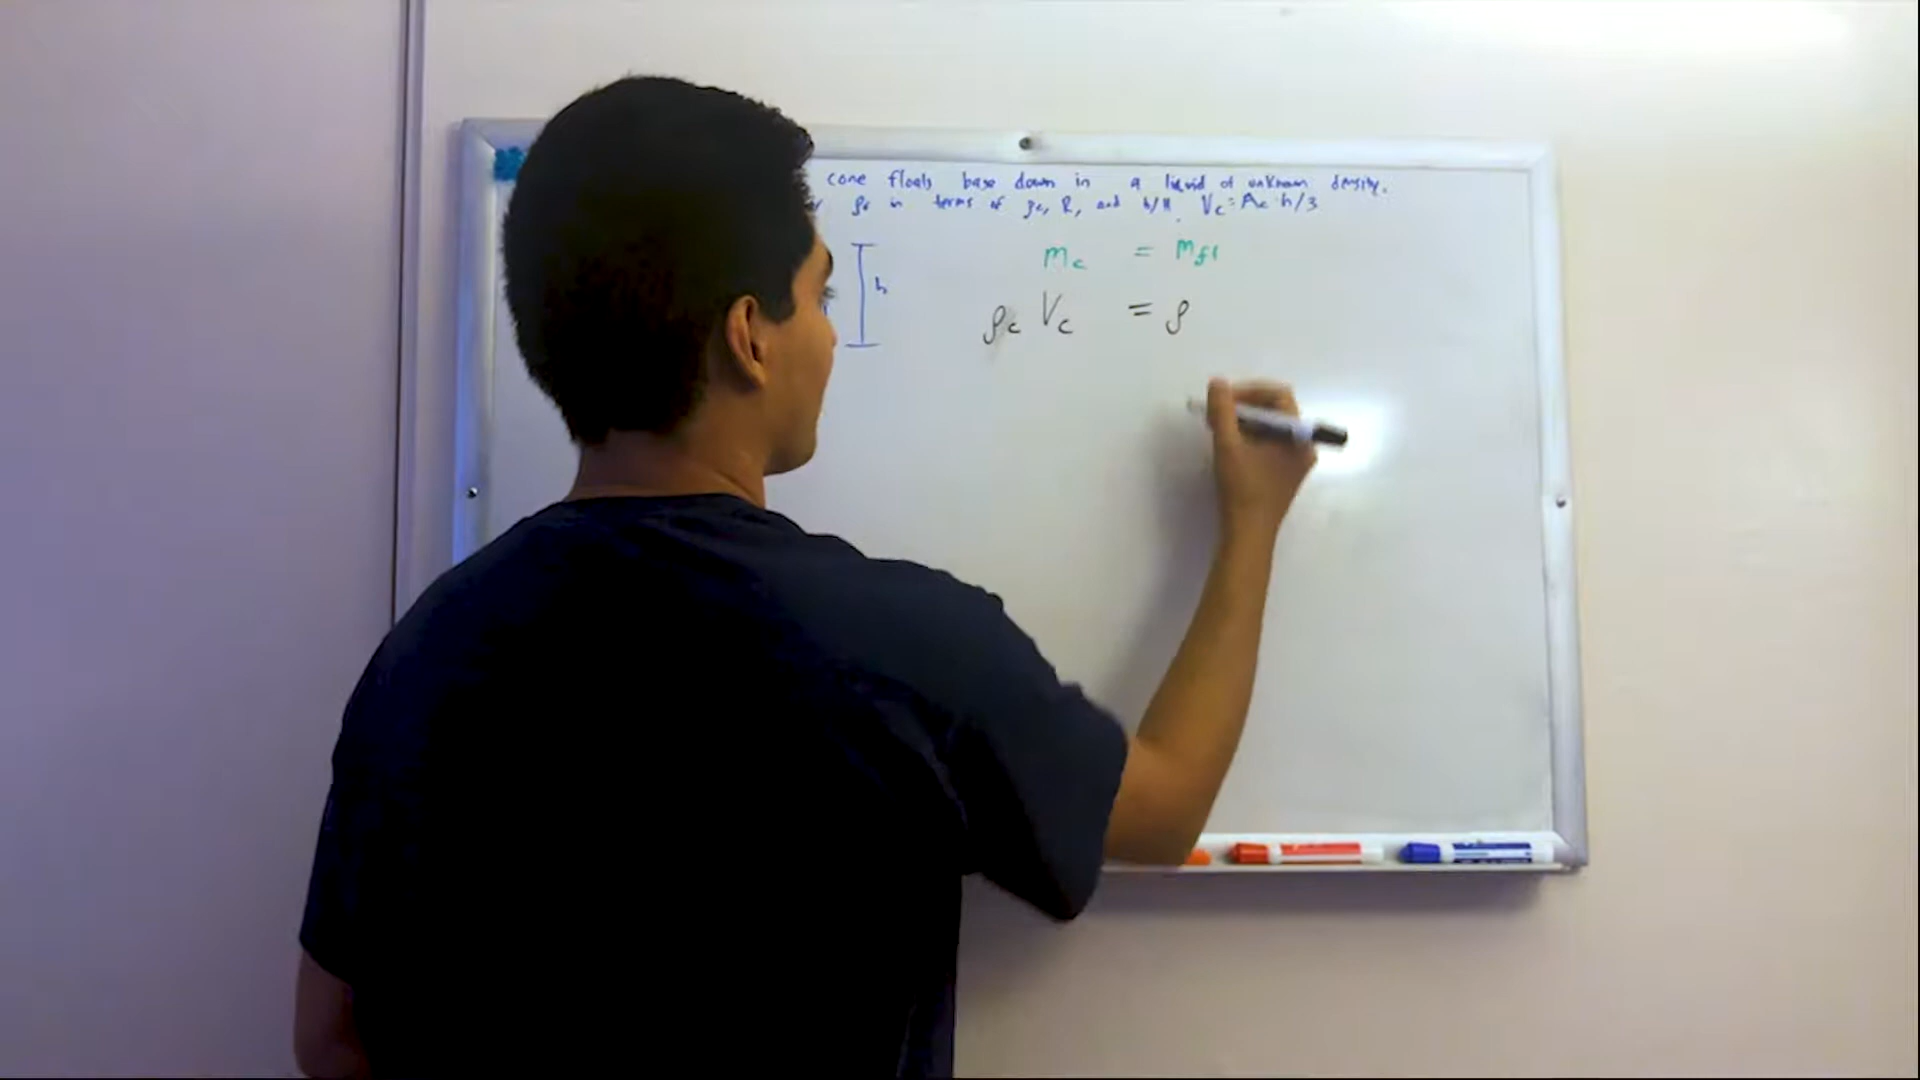 cone floats base down in a liquid of unknown density.
in terms of ρc, R, and h/H. Vc = Ac h/3
h
mc = mfl
ρc Vc = ρ